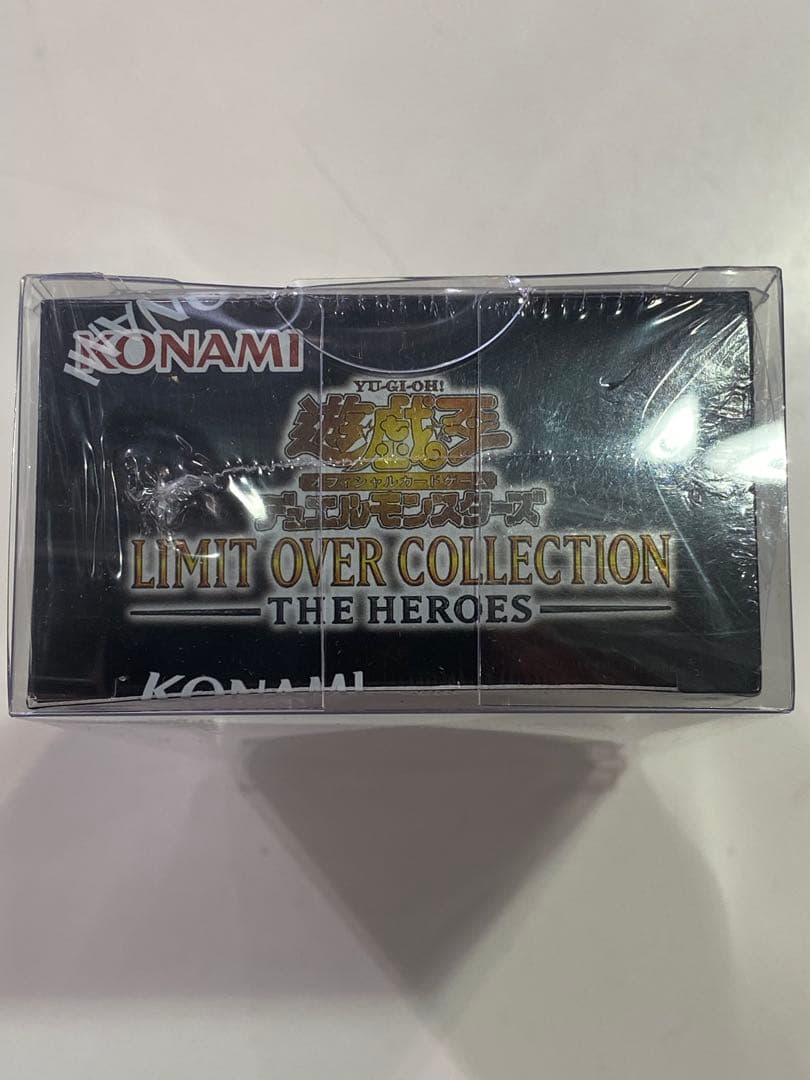 KONAMI
KONAMI
YU-GI-OH!
遊戯王
オフィシャルカードゲーム
デュエルモンスターズ
LIMIT OVER COLLECTION
THE HEROES
KONAMI